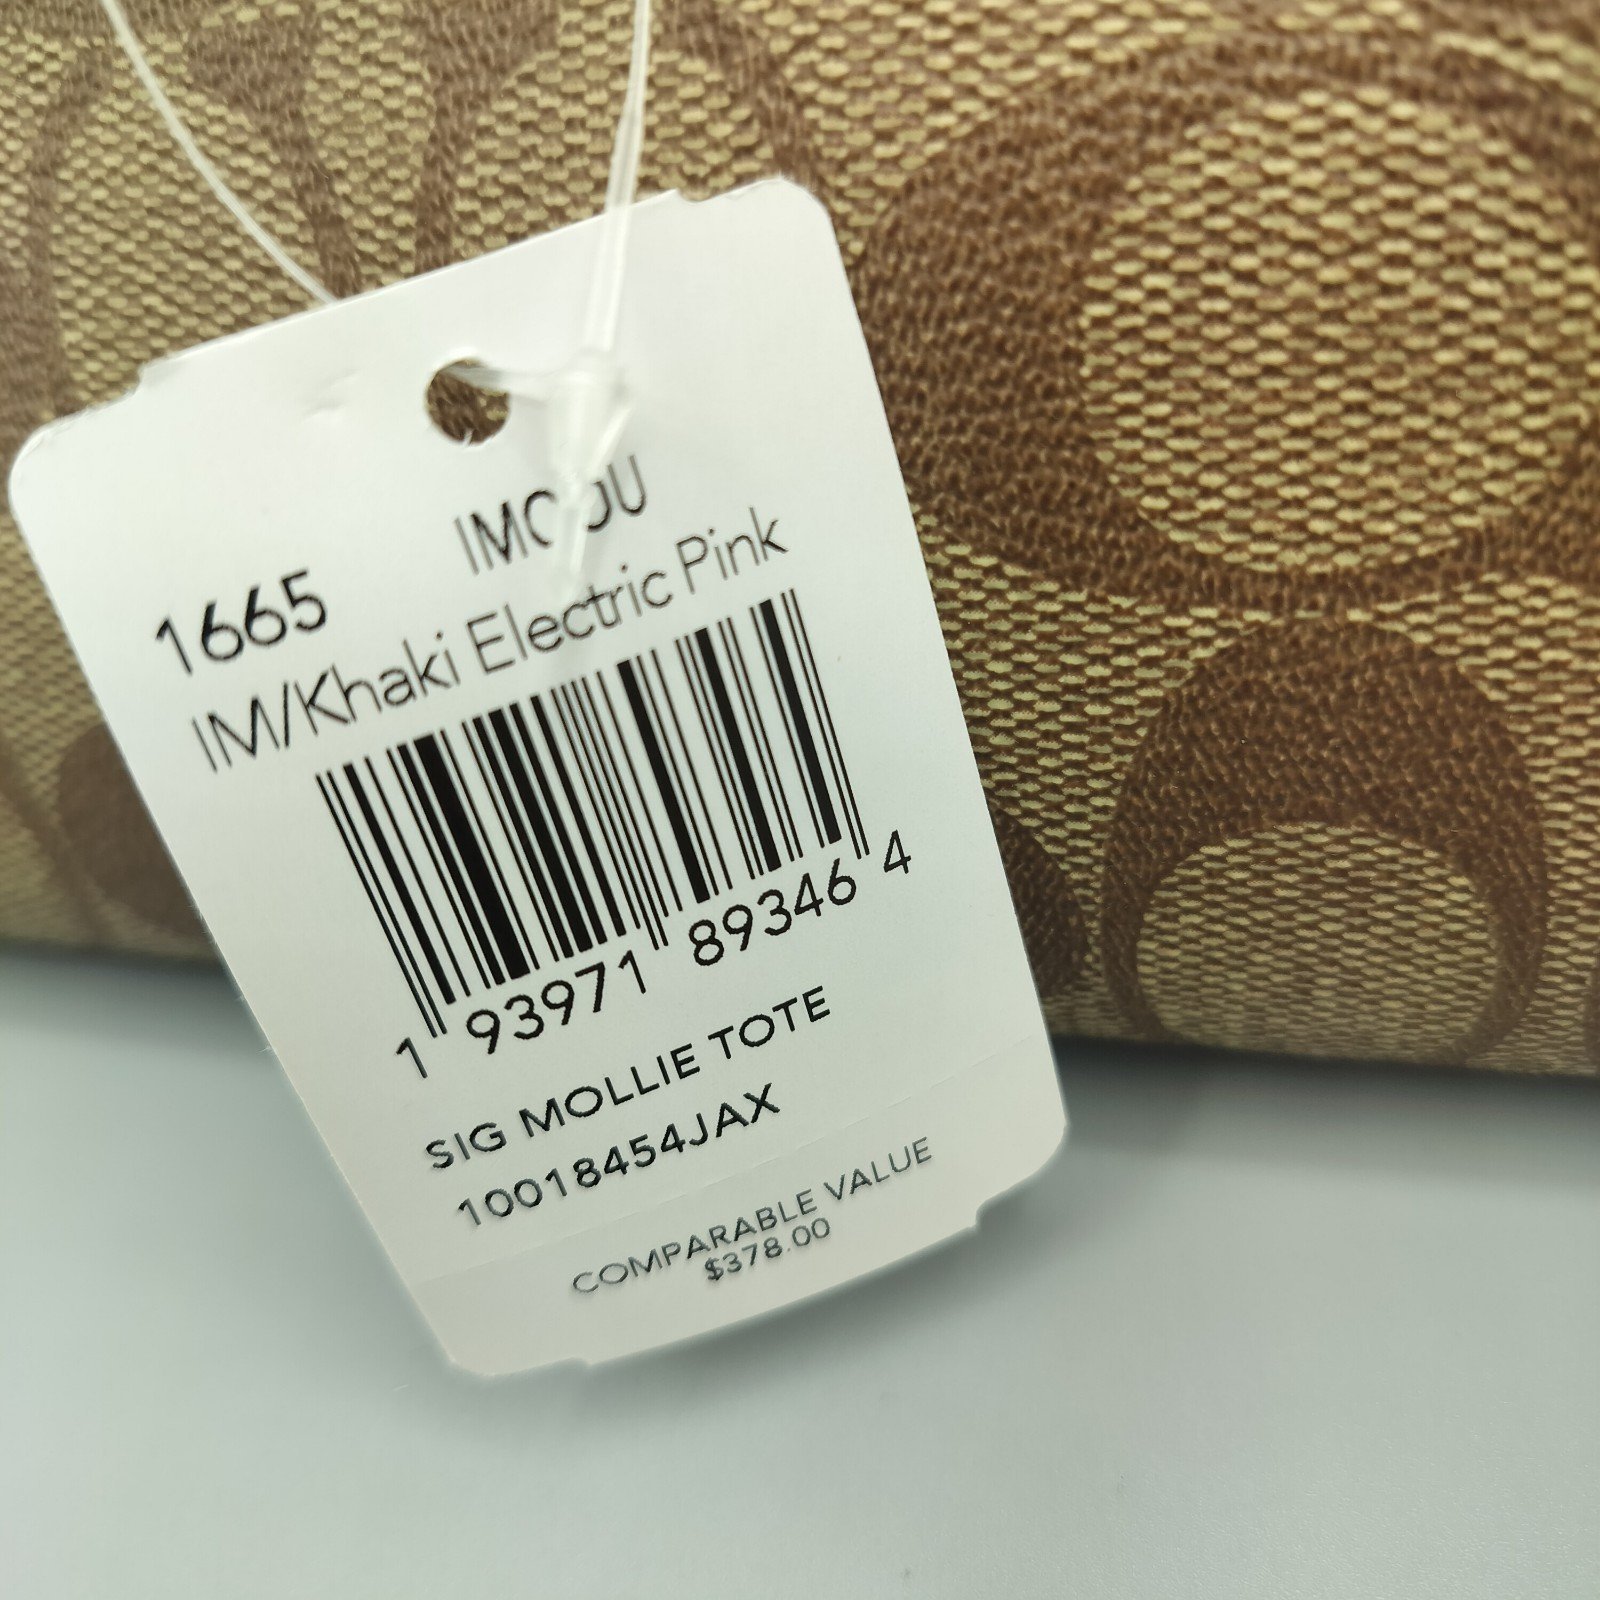 1665
IM/Khaki Electric Pink
1 93971 89346 4
SIG MOLLIE TOTE
10018454JAX
COMPARABLE VALUE
$378.00